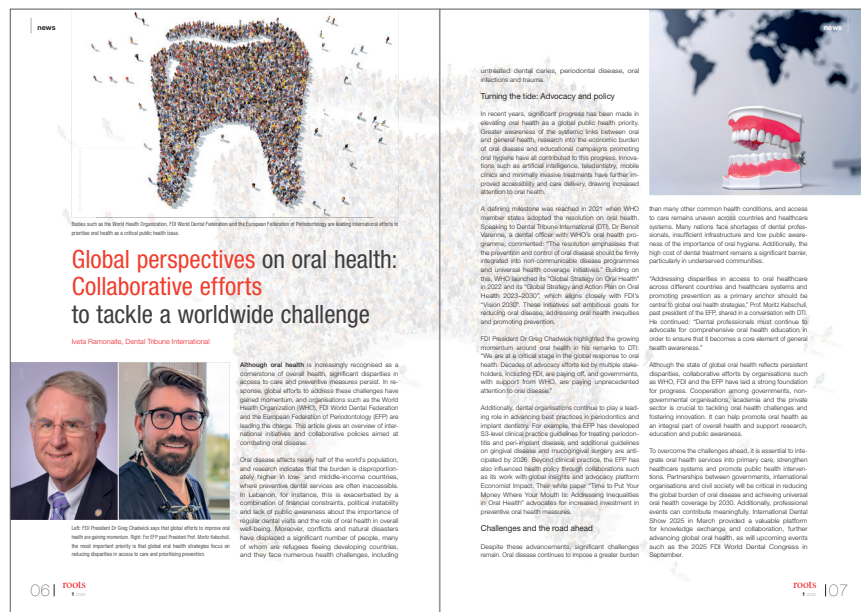 news
Bodies such as the World Health Organization, FDI World Dental Federation and the European Federation of Periodontology are leading international efforts to
prioritise oral health as a critical public health issue.
Global perspectives on oral health:
Collaborative efforts
to tackle a worldwide challenge
Iveta Ramonaite, Dental Tribune International
Left: FDI President Dr Greg Chadwick says that global efforts to improve oral
health are gaining momentum. Right: For EFP past President Prof. Moritz Kebschull,
the most important priority is that global oral health strategies focus on
reducing disparities in access to care and prioritising prevention.
Although oral health is increasingly recognised as a
cornerstone of overall health, significant disparities in
access to care and preventive measures persist. In re-
sponse, global efforts to address these challenges have
gained momentum, and organisations such as the World
Health Organization (WHO), FDI World Dental Federation
and the European Federation of Periodontology (EFP) are
leading the charge. This article gives an overview of inter-
national initiatives and collaborative policies aimed at
combating oral disease.
Oral disease affects nearly half of the world's population,
and research indicates that the burden is disproportion-
ately higher in low- and middle-income countries,
where preventive dental services are often inaccessible.
In Lebanon, for instance, this is exacerbated by a
combination of financial constraints, political instability
and lack of public awareness about the importance of
regular dental visits and the role of oral health in overall
well-being. Moreover, conflicts and natural disasters
have displaced a significant number of people, many
of whom are refugees fleeing developing countries,
and they face numerous health challenges, including
06
roots
1
news
untreated dental caries, periodontal disease, oral
infections and trauma.
Turning the tide: Advocacy and policy
In recent years, significant progress has been made in
elevating oral health as a global public health priority.
Greater awareness of the systemic links between oral
and general health, research into the economic burden
of oral disease and educational campaigns promoting
oral hygiene have all contributed to this progress. Innova-
tions such as artificial intelligence, teledentistry, mobile
clinics and minimally invasive treatments have further im-
proved accessibility and care delivery, drawing increased
attention to oral health.
A defining milestone was reached in 2021 when WHO
member states adopted the resolution on oral health.
Speaking to Dental Tribune International (DTI), Dr Benoit
Varenne, a dental officer with WHO's oral health pro-
gramme, commented: "The resolution emphasises that
the prevention and control of oral disease should be firmly
integrated into non-communicable disease programmes
and universal health coverage initiatives." Building on
this, WHO launched its "Global Strategy on Oral Health"
in 2022 and its "Global Strategy and Action Plan on Oral
Health 2023–2030", which aligns closely with FDI's
"Vision 2030". These initiatives set ambitious goals for
reducing oral disease, addressing oral health inequities
and promoting prevention.
FDI President Dr Greg Chadwick highlighted the growing
momentum around oral health in his remarks to DTI:
"We are at a critical stage in the global response to oral
health. Decades of advocacy efforts led by multiple stake-
holders, including FDI, are paying off, and governments,
with support from WHO, are paying unprecedented
attention to oral disease."
Additionally, dental organisations continue to play a lead-
ing role in advancing best practices in periodontics and
implant dentistry. For example, the EFP has developed
S3-level clinical practice guidelines for treating periodon-
titis and peri-implant disease, and additional guidelines
on gingival disease and mucogingival surgery are anti-
cipated by 2026. Beyond clinical practice, the EFP has
also influenced health policy through collaborations such
as its work with global insights and advocacy platform
Economist Impact. Their white paper "Time to Put Your
Money Where Your Mouth Is: Addressing Inequalities
in Oral Health" advocates for increased investment in
preventive oral health measures.
Challenges and the road ahead
Despite these advancements, significant challenges
remain. Oral disease continues to impose a greater burden
than many other common health conditions, and access
to care remains uneven across countries and healthcare
systems. Many nations face shortages of dental profes-
sionals, insufficient infrastructure and low public aware-
ness of the importance of oral hygiene. Additionally, the
high cost of dental treatment remains a significant barrier,
particularly in underserved communities.
"Addressing disparities in access to oral healthcare
across different countries and healthcare systems and
promoting prevention as a primary anchor should be
central to global health strategies," Prof. Moritz Kebschull,
past president of the EFP, shared in a conversation with DTI.
He continued: "Dental professionals must continue to
advocate for comprehensive oral health education in
order to ensure that it becomes a core element of general
health awareness."
Although the state of global oral health reflects persistent
disparities, collaborative efforts by organisations such
as WHO, FDI and the EFP have led a strong foundation
for progress. Cooperation among governments, non-
governmental organisations, academia and the private
sector is crucial to tackling oral health challenges and
fostering innovation. It can help promote oral health as
an integral part of overall health and support research,
education and public awareness.
To overcome the challenges ahead, it is essential to inte-
grate oral health services into primary care, strengthen
healthcare systems and promote public health interven-
tions. Partnerships between governments, international
organisations and civil society will be critical in reducing
the global burden of oral disease and achieving universal
oral health coverage by 2030. Additionally, professional
events can contribute meaningfully. International Dental
Show 2025 in March provided a valuable platform
for knowledge exchange and collaboration, further
advancing global oral health, as will upcoming events
such as the 2025 FDI World Dental Congress in
September.
roots
1
07